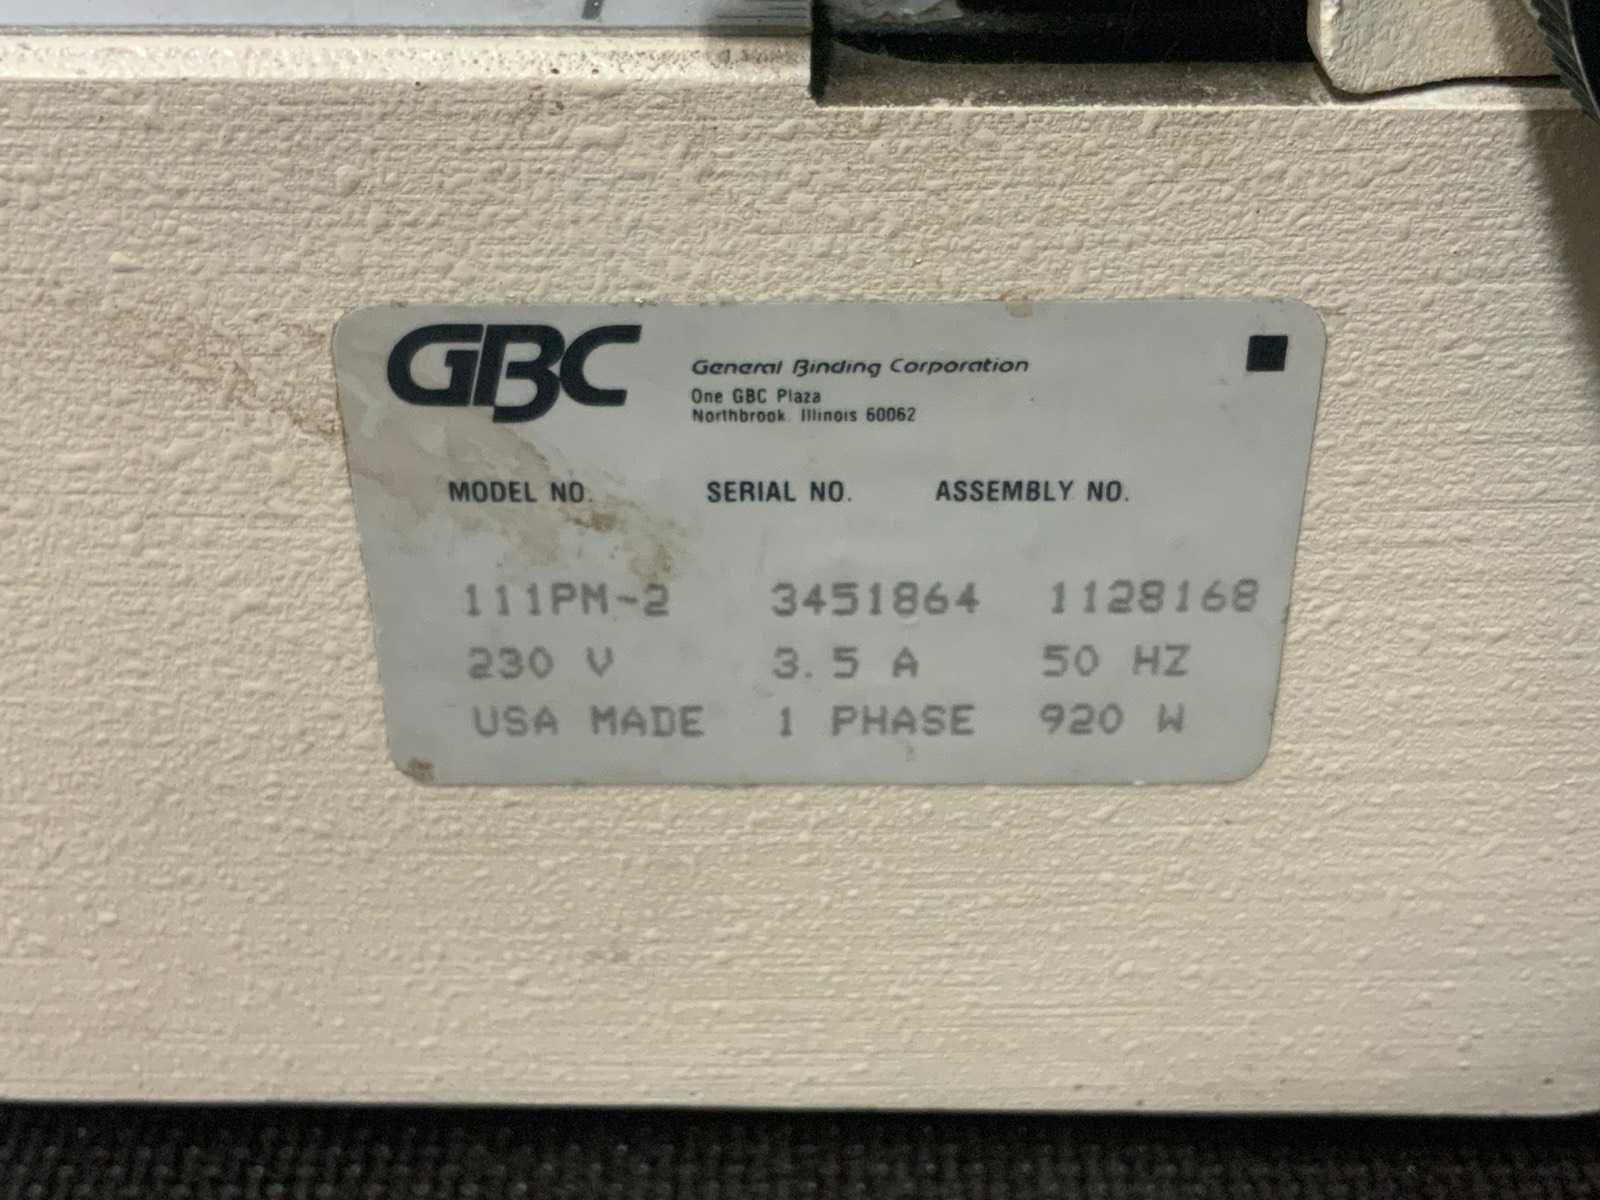 GBC
General Binding Corporation
One GBC Plaza
Northbrook, Illinois 60062
MODEL NO. SERIAL NO. ASSEMBLY NO.
111PM-2 3451864 1128168
230 V 3.5 A 50 HZ
USA MADE 1 PHASE 920 W